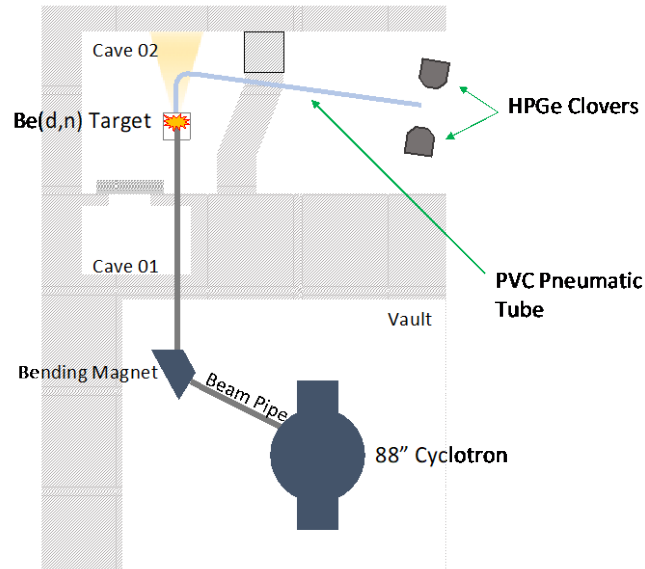 Cave 02
Be(d,n) Target
HPGe Clovers
Cave 01
PVC Pneumatic
Tube
Vault
Bending Magnet
Beam Pipe
88” Cyclotron